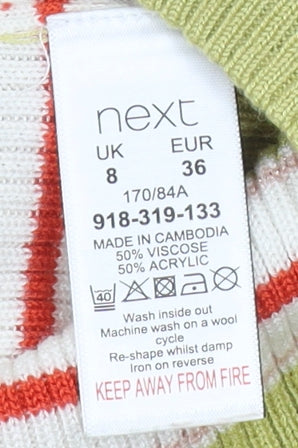 next
UK EUR
8 36
170/84A
918-319-133
MADE IN CAMBODIA
50% VISCOSE
50% ACRYLIC
40
Wash inside out
Machine wash on a wool
cycle
Re-shape whilst damp
Iron on reverse
KEEP AWAY FROM FIRE